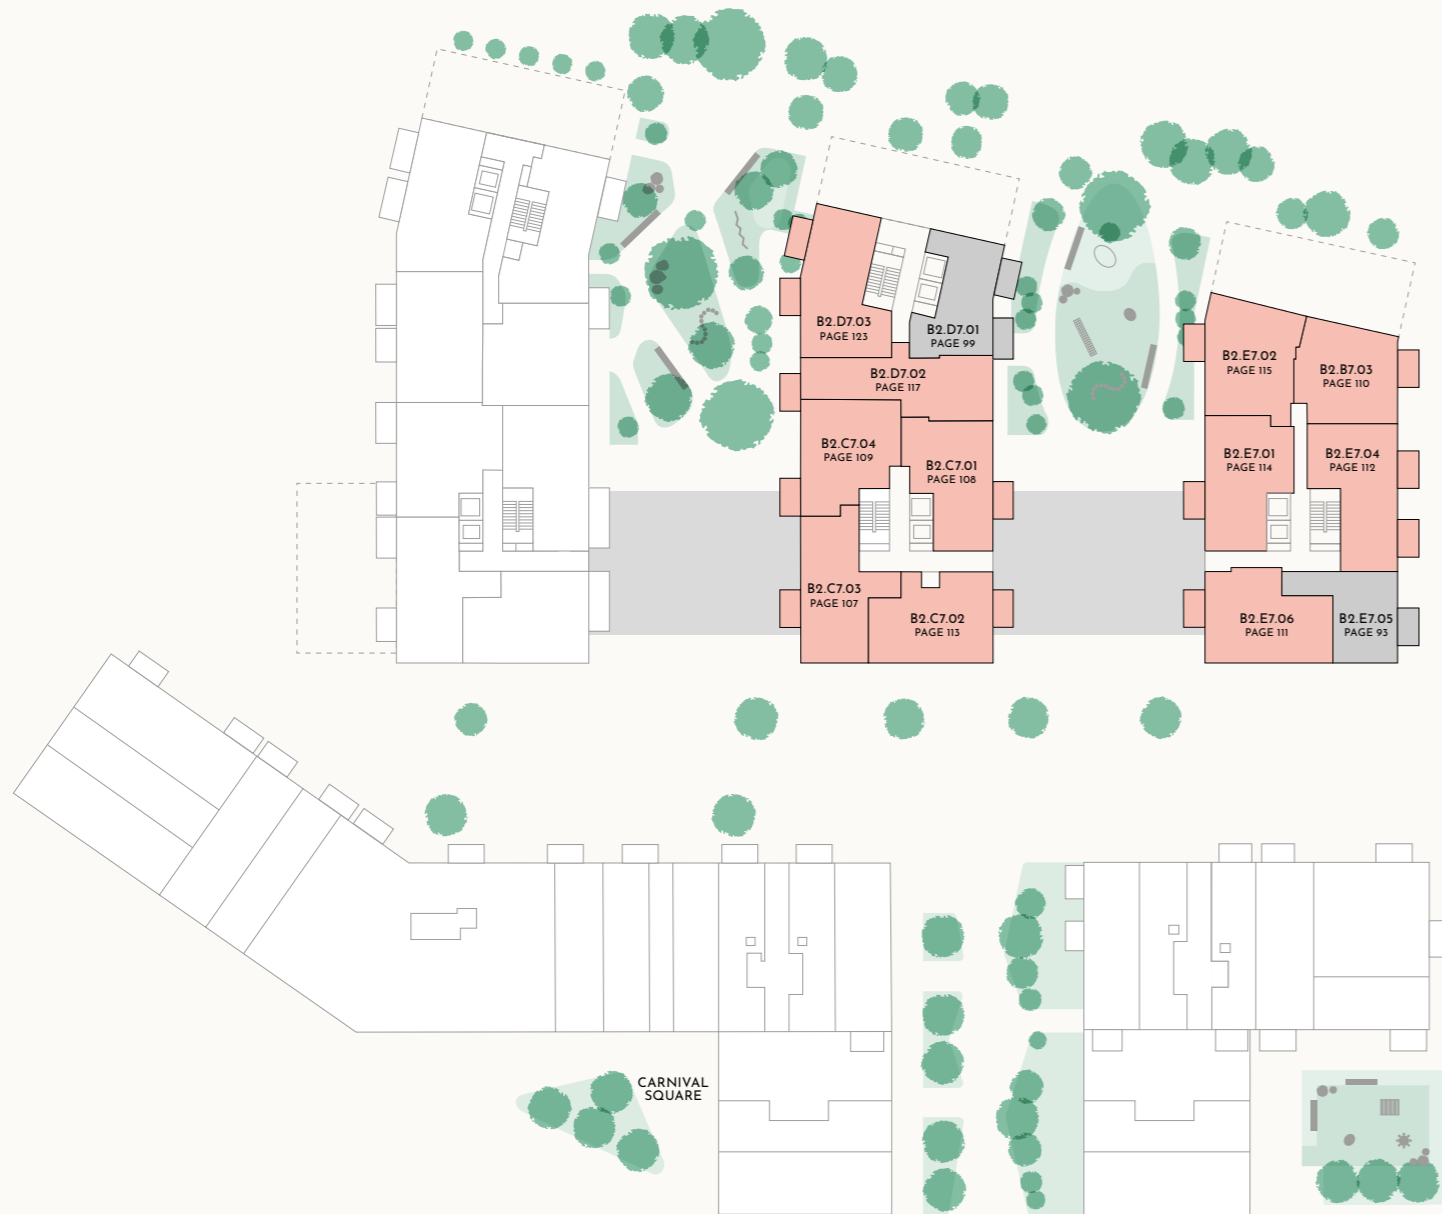 B2.D7.03
PAGE 123
B2.D7.01
PAGE 99
B2.D7.02
PAGE 117
B2.C7.04
PAGE 109
B2.C7.01
PAGE 108
B2.C7.03
PAGE 107
B2.C7.02
PAGE 113
B2.E7.02
PAGE 115
B2.B7.03
PAGE 110
B2.E7.01
PAGE 114
B2.E7.04
PAGE 112
B2.E7.06
PAGE 111
B2.E7.05
PAGE 93
CARNIVAL
SQUARE